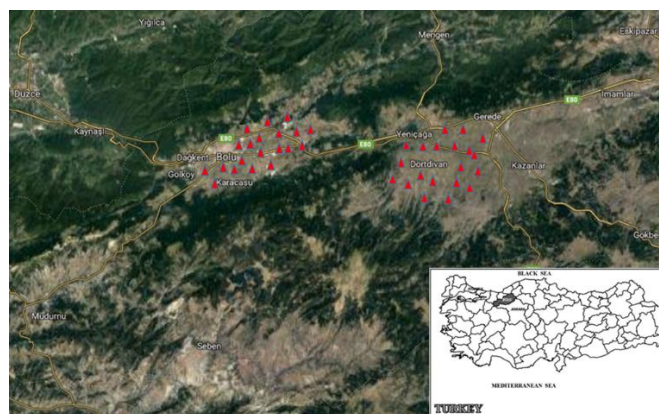 Yığılca
Mengen
Eskipazar
Düzce
E80
İmamlar
Gerede
Kaynaşlı
E80
Yeniçağa
E80
Dağkent
Bolu
Dörtdivan
Kazanlar
Gölköy
Karacasu
Gökbe
BLACK SEA
Mudurnu
Seben
MEDITERRANEAN SEA
TURKEY